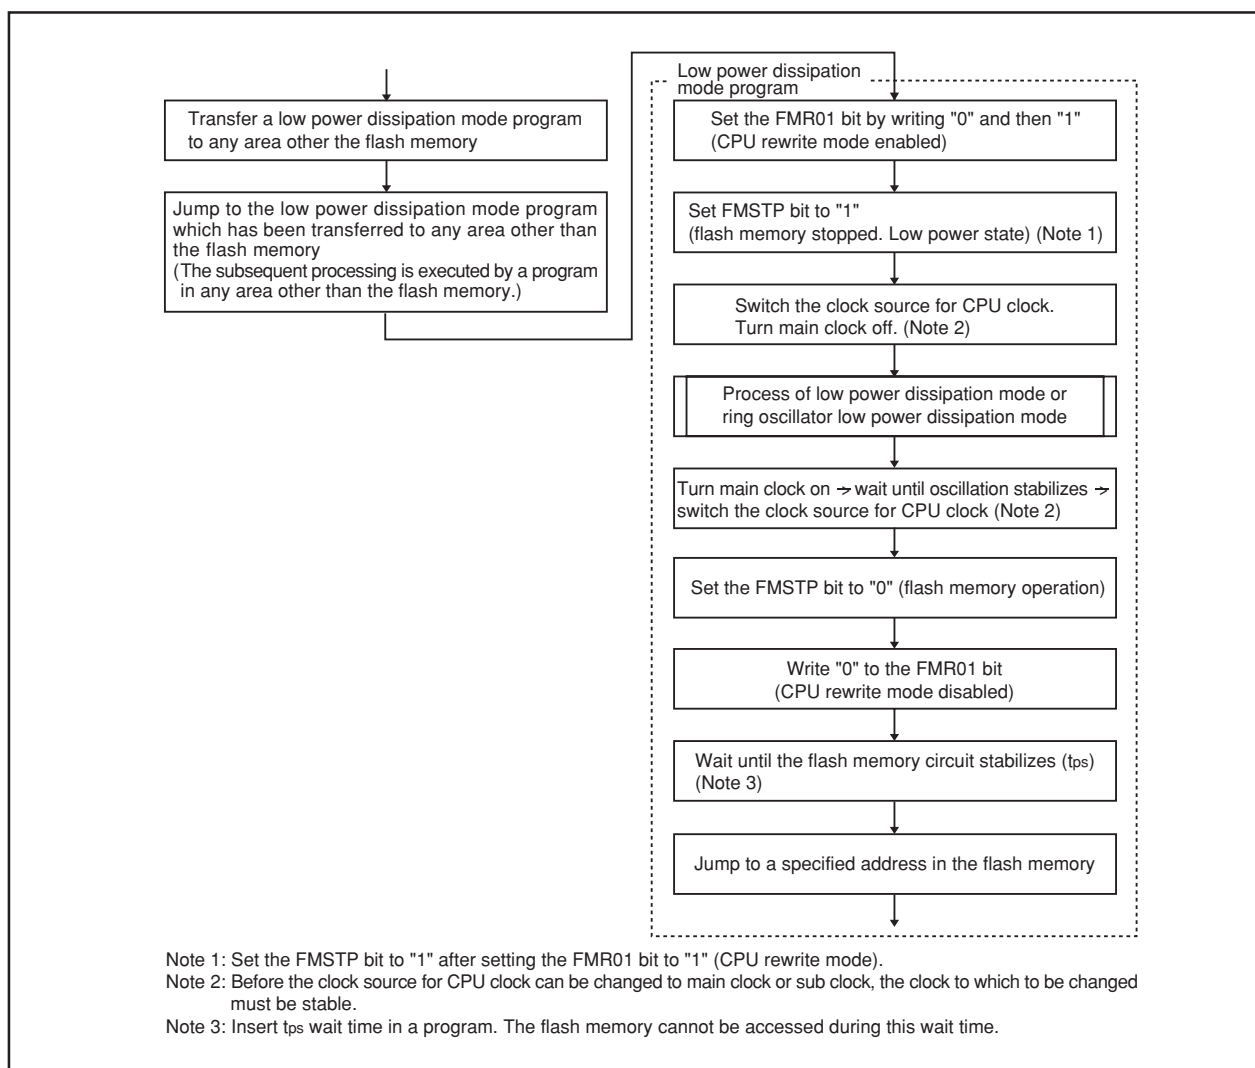 Transfer a low power dissipation mode program
to any area other the flash memory
Jump to the low power dissipation mode program
which has been transferred to any area other than
the flash memory
(The subsequent processing is executed by a program
in any area other than the flash memory.)
Low power dissipation
mode program
Set the FMR01 bit by writing "0" and then "1"
(CPU rewrite mode enabled)
Set FMSTP bit to "1"
(flash memory stopped. Low power state) (Note 1)
Switch the clock source for CPU clock.
Turn main clock off. (Note 2)
Process of low power dissipation mode or
ring oscillator low power dissipation mode
Turn main clock on → wait until oscillation stabilizes →
switch the clock source for CPU clock (Note 2)
Set the FMSTP bit to "0" (flash memory operation)
Write "0" to the FMR01 bit
(CPU rewrite mode disabled)
Wait until the flash memory circuit stabilizes (tps)
(Note 3)
Jump to a specified address in the flash memory
Note 1: Set the FMSTP bit to "1" after setting the FMR01 bit to "1" (CPU rewrite mode).
Note 2: Before the clock source for CPU clock can be changed to main clock or sub clock, the clock to which to be changed
must be stable.
Note 3: Insert tps wait time in a program. The flash memory cannot be accessed during this wait time.